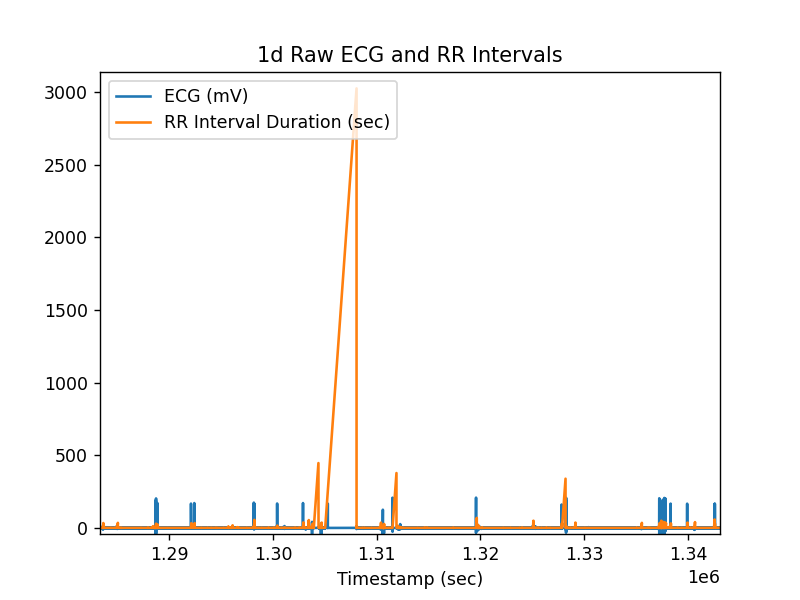 1d Raw ECG and RR Intervals
ECG (mV)
RR Interval Duration (sec)
3000
2500
2000
1500
1000
500
0
1.29 1.30 1.31 1.32 1.33 1.34
1e6
Timestamp (sec)